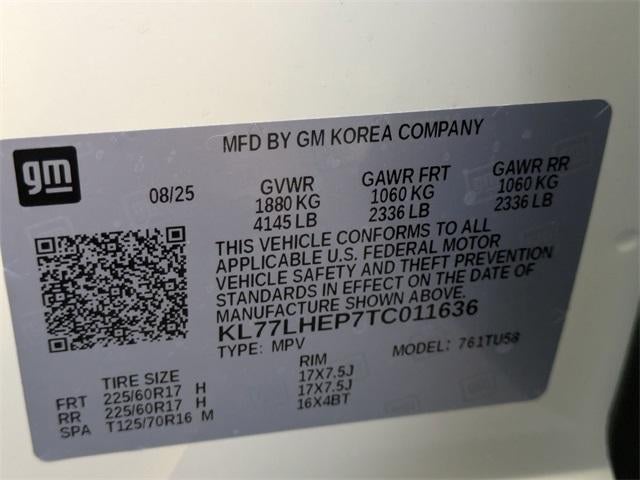 gm
MFD BY GM KOREA COMPANY
08/25
GVWR GAWR FRT GAWR RR
1880 KG 1060 KG 1060 KG
4145 LB 2336 LB 2336 LB
THIS VEHICLE CONFORMS TO ALL
APPLICABLE U.S. FEDERAL MOTOR
VEHICLE SAFETY AND THEFT PREVENTION
STANDARDS IN EFFECT ON THE DATE OF
MANUFACTURE SHOWN ABOVE.
KL77LHEP7TC011636
TYPE: MPV MODEL: 761TU58
TIRE SIZE RIM
FRT 225/60R17 H 17X7.5J
RR 225/60R17 H 17X7.5J
SPA T125/70R16 M 16X4BT